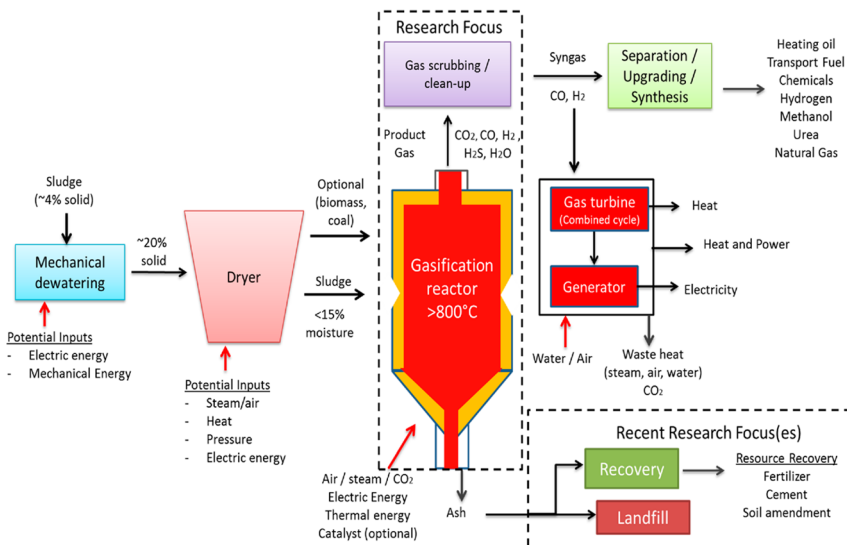 Research Focus
Gas scrubbing /
clean-up
Syngas
CO, H₂
Separation /
Upgrading /
Synthesis
Heating oil
Transport Fuel
Chemicals
Hydrogen
Methanol
Urea
Natural Gas
Product
Gas
CO₂, CO, H₂ ,
H₂S, H₂O
Sludge
(~4% solid)
Mechanical
dewatering
~20%
solid
Potential Inputs
- Electric energy
- Mechanical Energy
Dryer
Potential Inputs
- Steam/air
- Heat
- Pressure
- Electric energy
Optional
(biomass,
coal)
Sludge
<15%
moisture
Gasification
reactor
>800°C
Gas turbine
(Combined cycle)
Generator
Heat
Heat and Power
Electricity
Water / Air
Waste heat
(steam, air, water)
CO₂
Air / steam / CO₂
Electric Energy
Thermal energy
Catalyst (optional)
Ash
Recent Research Focus(es)
Recovery
Landfill
Resource Recovery
Fertilizer
Cement
Soil amendment